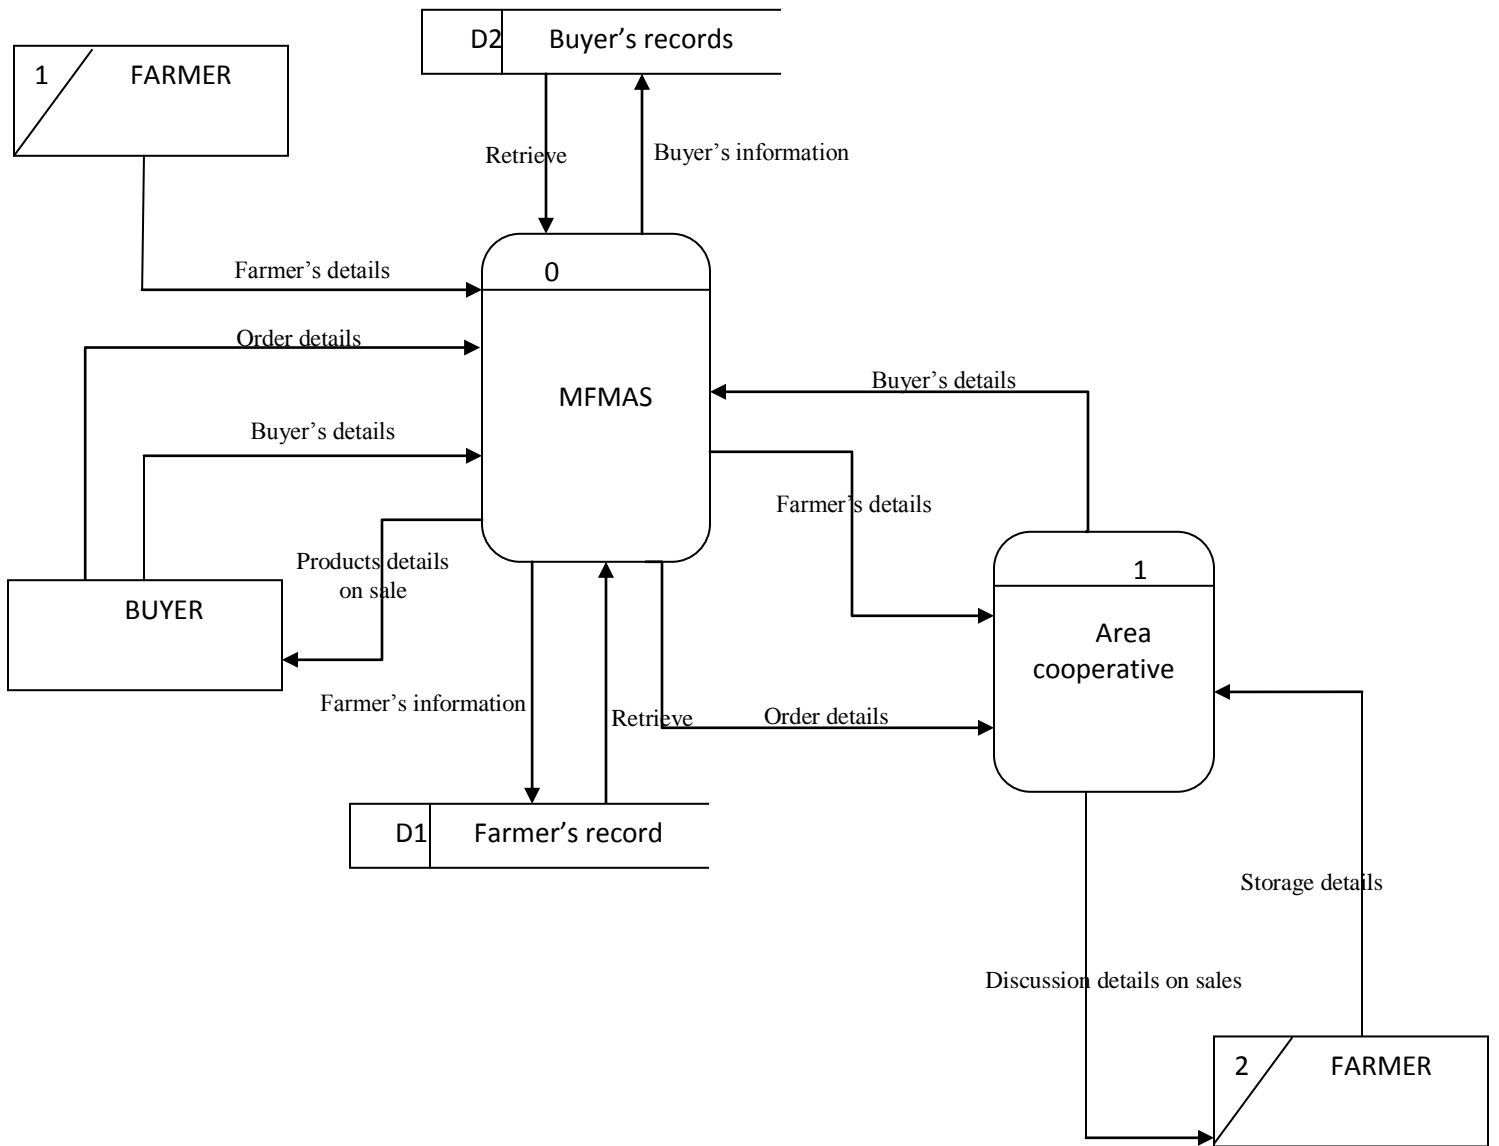 D2 Buyer’s records
1 FARMER
Retrieve
Buyer’s information
0
Farmer’s details
Order details
MFMAS
Buyer’s details
Buyer’s details
Farmer’s details
Products details
on sale
1
BUYER
Area
cooperative
Farmer’s information
Retrieve
Order details
D1 Farmer’s record
Storage details
Discussion details on sales
2 FARMER